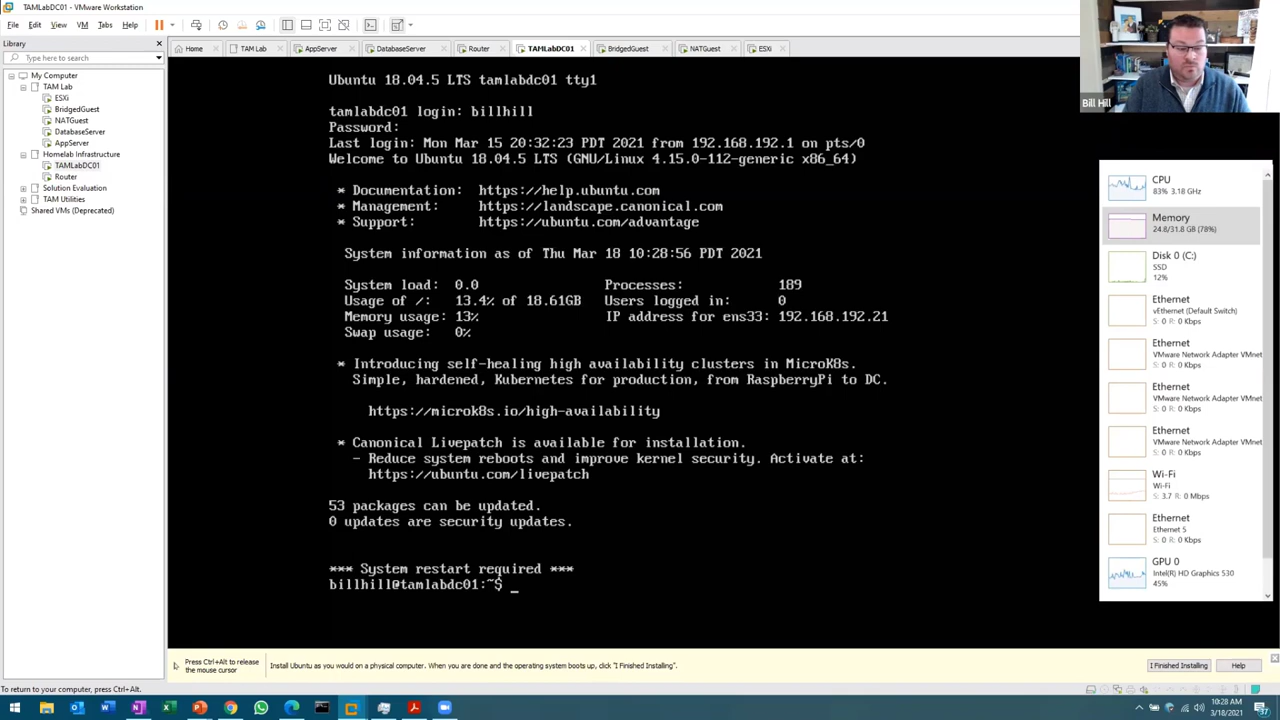 TAMLabDC01 - VMware Workstation
File Edit View VM Tabs Help
Library
Type here to search
My Computer
TAM Lab
ESXi
BridgedGuest
NATGuest
DatabaseServer
AppServer
Homelab Infrastructure
TAMLabDC01
Router
Solution Evaluation
TAM Utilities
Shared VMs (Deprecated)
Home TAM Lab AppServer DatabaseServer Router TAMLabDC01 BridgedGuest NATGuest ESXi
Ubuntu 18.04.5 LTS tamlabdc01 tty1
tamlabdc01 login: billhill
Password:
Last login: Mon Mar 15 20:32:23 PDT 2021 from 192.168.192.1 on pts/0
Welcome to Ubuntu 18.04.5 LTS (GNU/Linux 4.15.0-112-generic x86_64)
* Documentation: https://help.ubuntu.com
* Management: https://landscape.canonical.com
* Support: https://ubuntu.com/advantage
System information as of Thu Mar 18 10:28:56 PDT 2021
System load: 0.0 Processes: 189
Usage of /: 13.4% of 18.61GB Users logged in: 0
Memory usage: 13% IP address for ens33: 192.168.192.21
Swap usage: 0%
* Introducing self-healing high availability clusters in MicroK8s.
Simple, hardened, Kubernetes for production, from RaspberryPi to DC.
https://microk8s.io/high-availability
* Canonical Livepatch is available for installation.
- Reduce system reboots and improve kernel security. Activate at:
https://ubuntu.com/livepatch
53 packages can be updated.
0 updates are security updates.
*** System restart required ***
billhill@tamlabdc01:~$ _
Bill Hill
CPU
83% 3.18 GHz
Memory
24.8/31.8 GB (78%)
Disk 0 (C:)
SSD
12%
Ethernet
vEthernet (Default Switch)
S: 0 R: 0 Kbps
Ethernet
VMware Network Adapter VMnet
S: 0 R: 0 Kbps
Ethernet
VMware Network Adapter VMnet
S: 0 R: 0 Kbps
Ethernet
VMware Network Adapter VMnet
S: 0 R: 0 Kbps
Wi-Fi
Wi-Fi
S: 3.7 R: 0 Mbps
Ethernet
Ethernet 5
S: 0 R: 0 Kbps
GPU 0
Intel(R) HD Graphics 530
45%
Press Ctrl+Alt to release
the mouse cursor
Install Ubuntu as you would on a physical computer. When you are done and the operating system boots up, click "I Finished Installing".
I Finished Installing
Help
To return to your computer, press Ctrl+Alt.
10:28 AM
3/18/2021
37